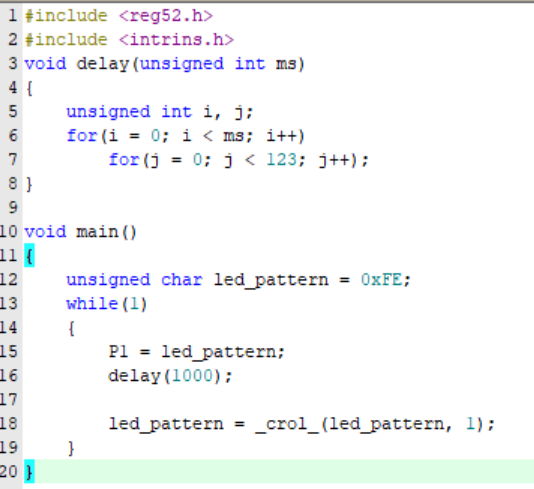 1 #include <reg52.h>
2 #include <intrins.h>
3 void delay(unsigned int ms)
4 {
5     unsigned int i, j;
6     for(i = 0; i < ms; i++)
7         for(j = 0; j < 123; j++);
8 }
9
10 void main()
11 {
12     unsigned char led_pattern = 0xFE;
13     while(1)
14     {
15         P1 = led_pattern;
16         delay(1000);
17
18         led_pattern = _crol_(led_pattern, 1);
19     }
20 }